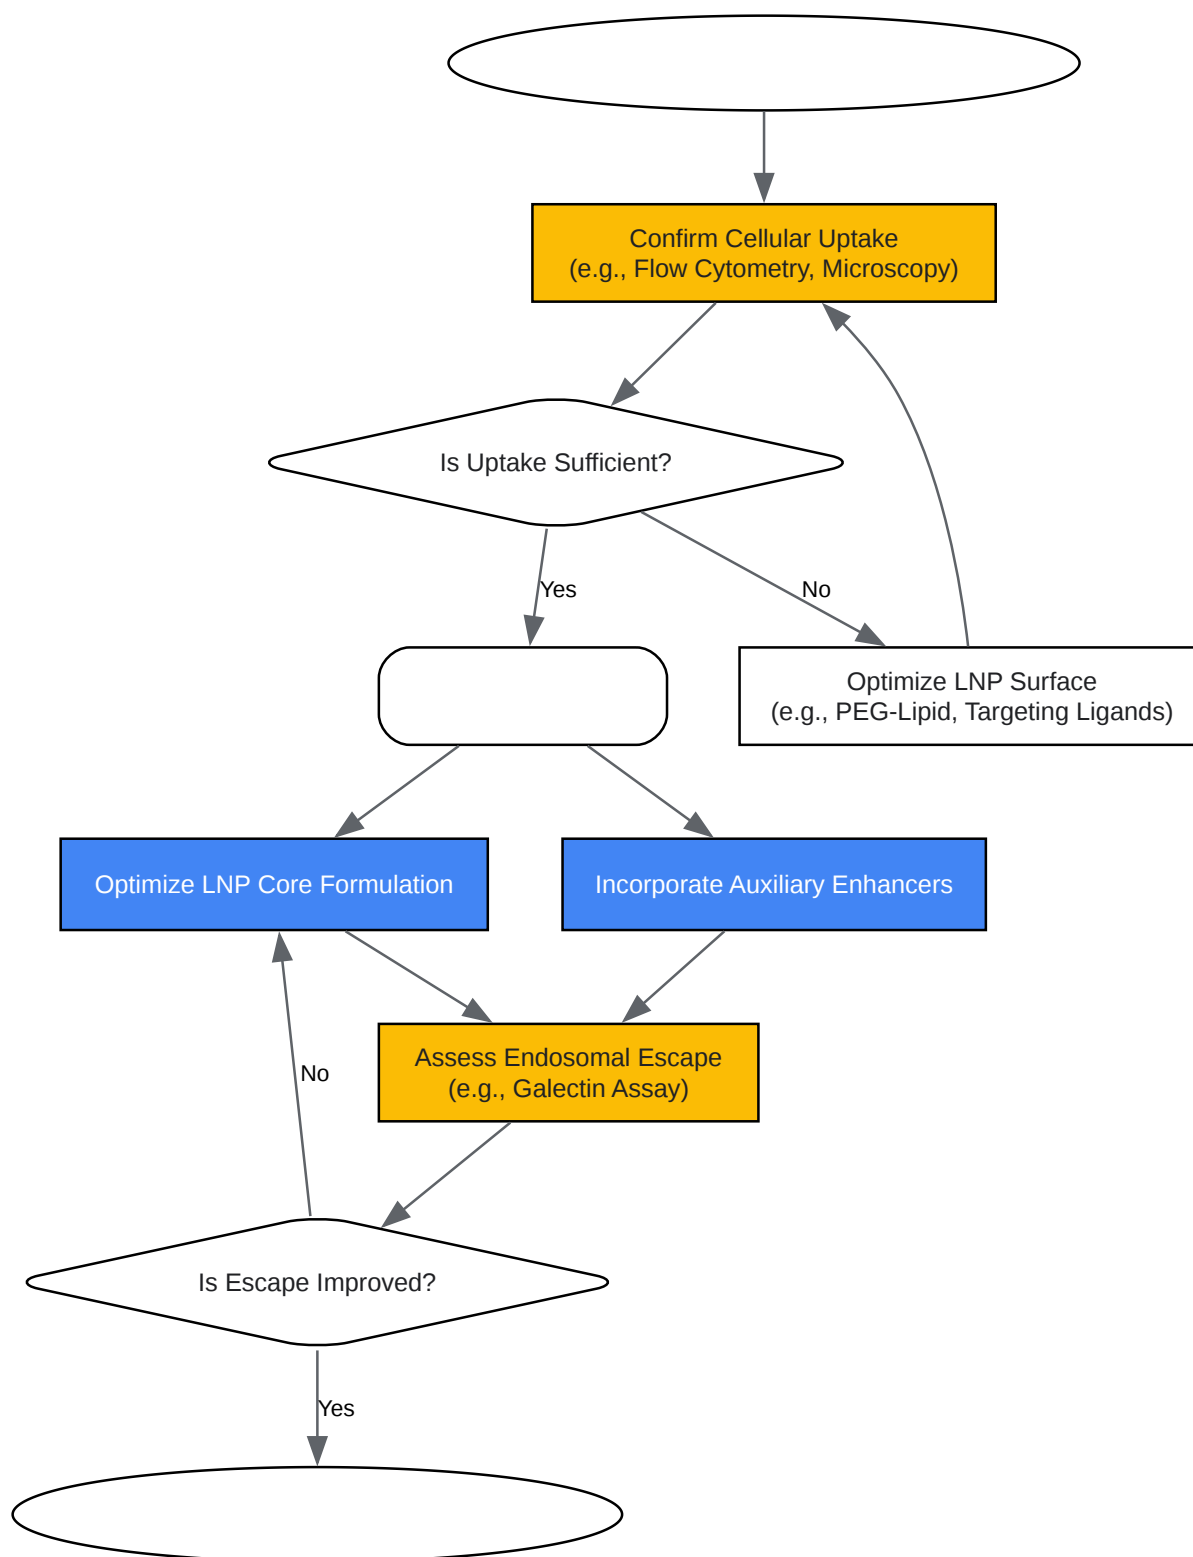 Confirm Cellular Uptake
(e.g., Flow Cytometry, Microscopy)
Is Uptake Sufficient?
Yes
No
Optimize LNP Surface
(e.g., PEG-Lipid, Targeting Ligands)
Optimize LNP Core Formulation
Incorporate Auxiliary Enhancers
Assess Endosomal Escape
(e.g., Galectin Assay)
No
Is Escape Improved?
Yes